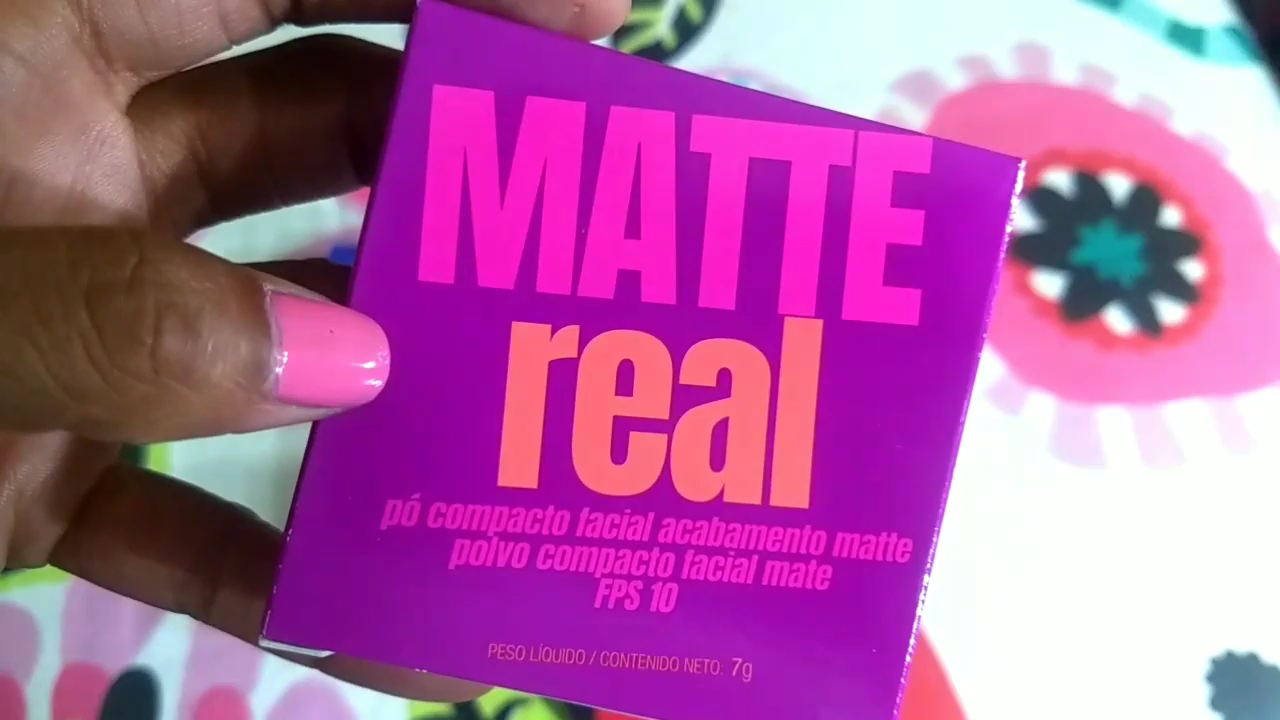 MATTE
real
pó compacto facial acabamento matte
polvo compacto facial mate
FPS 10
PESO LÍQUIDO / CONTENIDO NETO: 7g